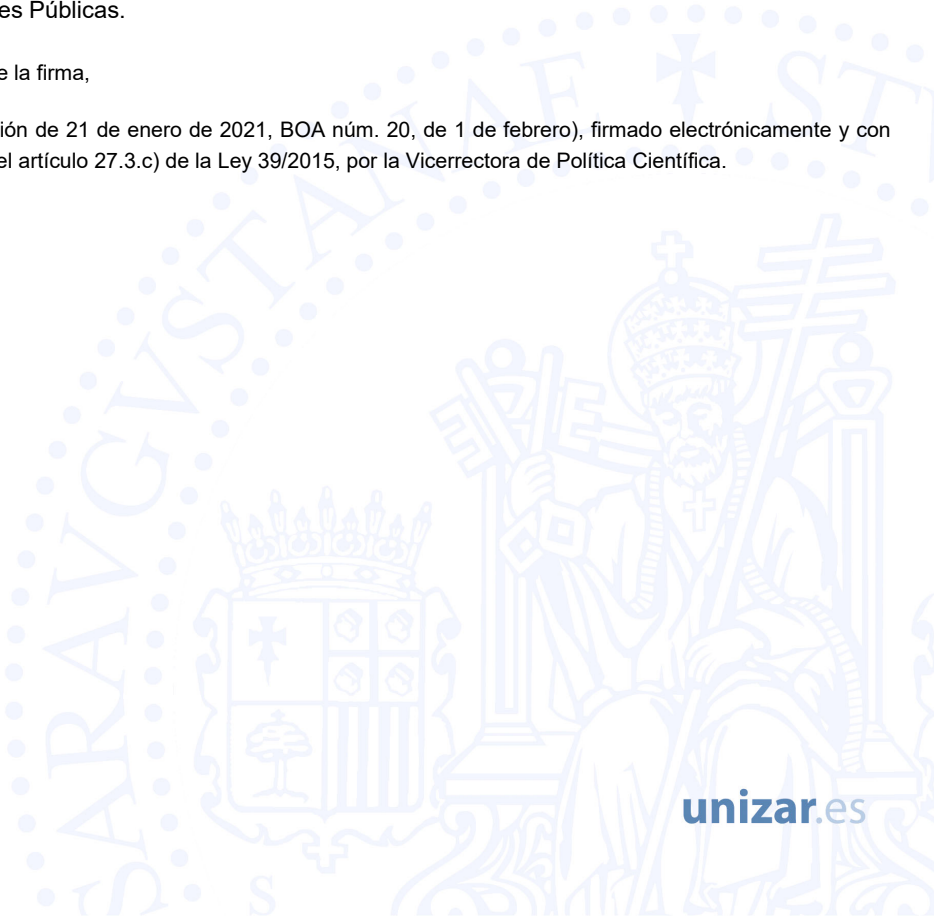 es Públicas.
e la firma,
ión de 21 de enero de 2021, BOA núm. 20, de 1 de febrero), firmado electrónicamente y con
el artículo 27.3.c) de la Ley 39/2015, por la Vicerrectora de Política Científica.
SARAVGVSTANAE ✝ ST
S
unizar.es